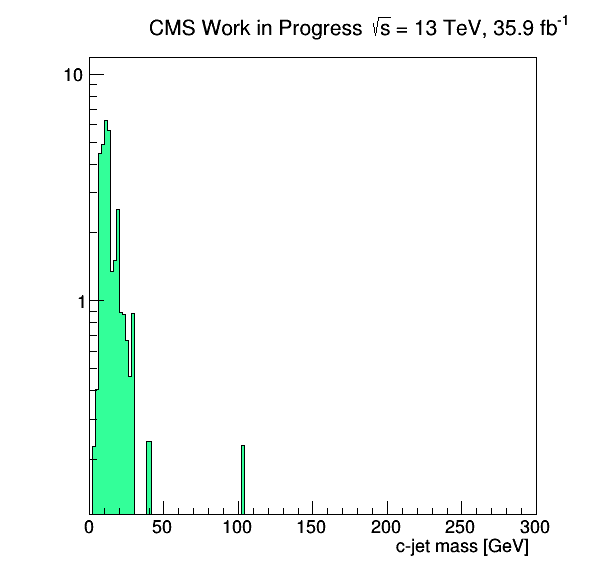 CMS Work in Progress √s = 13 TeV, 35.9 fb⁻¹
10
1
0 50 100 150 200 250 300
c-jet mass [GeV]